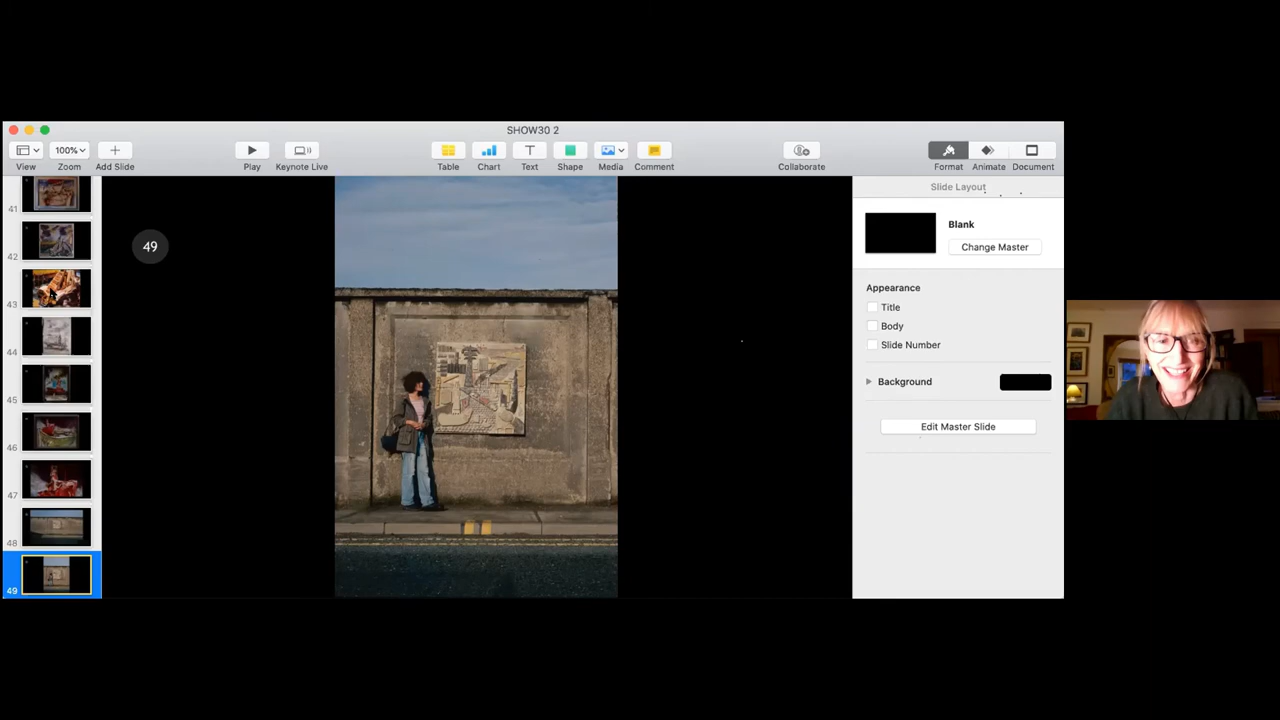 SHOW30 2
100%
View Zoom Add Slide Play Keynote Live Table Chart Text Shape Media Comment Collaborate Format Animate Document
Slide Layout
41
42
43
44
45
46
47
48
49
49
Blank
Change Master
Appearance
Title
Body
Slide Number
Background
Edit Master Slide